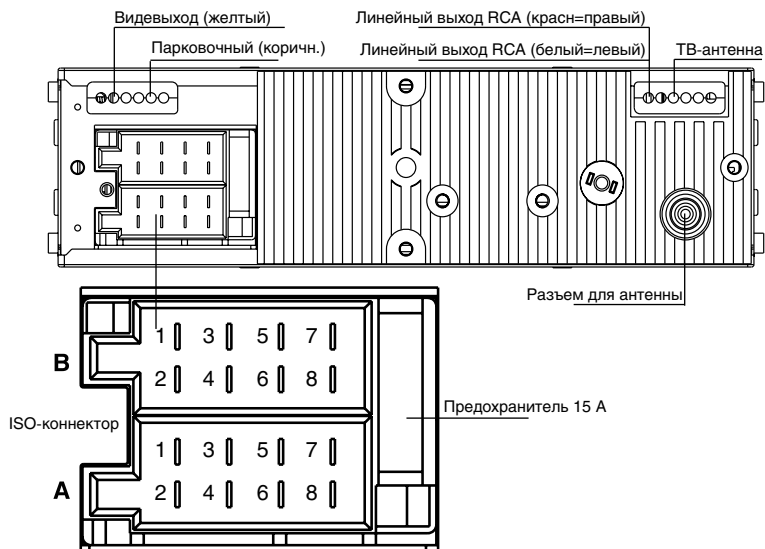 Видевыход (желтый)
Линейный выход RCA (красн=правый)
Парковочный (коричн.)
Линейный выход RCA (белый=левый)
ТВ-антенна
Разъем для антенны
1 3 5 7
B
2 4 6 8
Предохранитель 15 А
ISO-коннектор
1 3 5 7
A
2 4 6 8